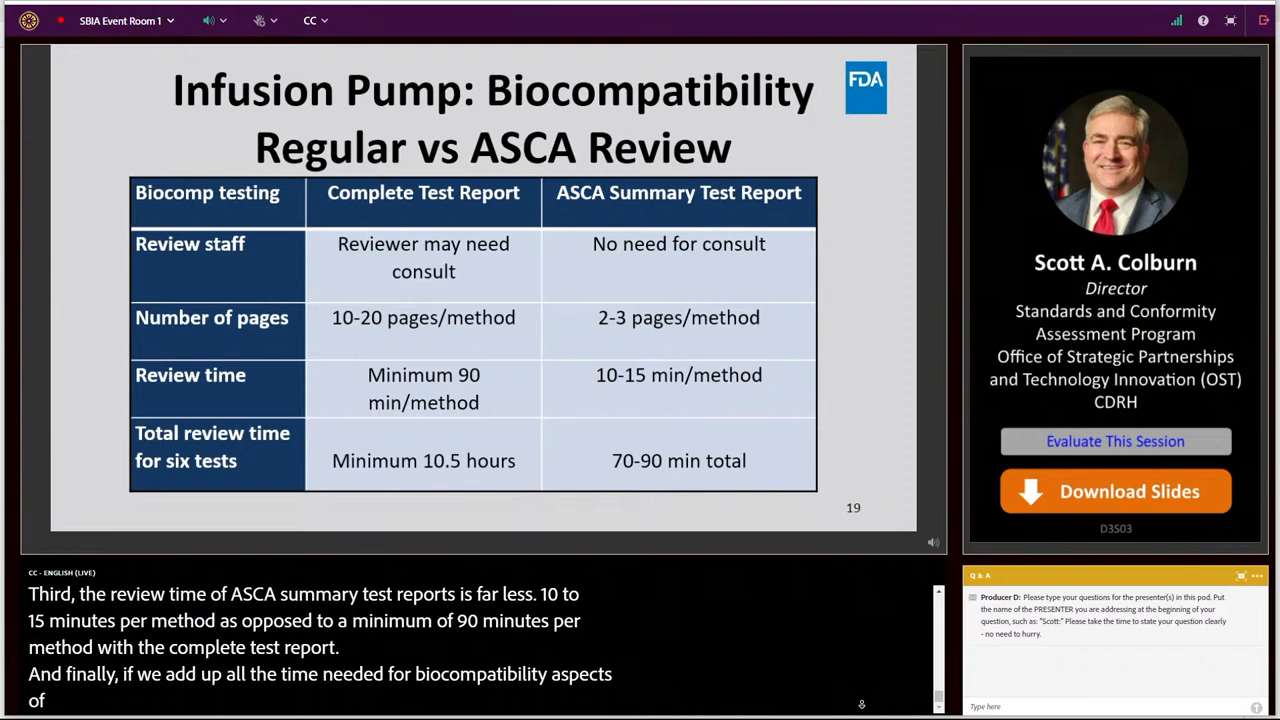 SBIA Event Room 1
CC
Infusion Pump: Biocompatibility
Regular vs ASCA Review
FDA
Biocomp testing
Complete Test Report
ASCA Summary Test Report
Review staff
Reviewer may need
consult
No need for consult
Number of pages
10-20 pages/method
2-3 pages/method
Review time
Minimum 90
min/method
10-15 min/method
Total review time
for six tests
Minimum 10.5 hours
70-90 min total
19
Scott A. Colburn
Director
Standards and Conformity
Assessment Program
Office of Strategic Partnerships
and Technology Innovation (OST)
CDRH
Evaluate This Session
Download Slides
D3S03
CC - ENGLISH (LIVE)
Third, the review time of ASCA summary test reports is far less. 10 to
15 minutes per method as opposed to a minimum of 90 minutes per
method with the complete test report.
And finally, if we add up all the time needed for biocompatibility aspects
of
Q & A
Producer D: Please type your questions for the presenter(s) in this pod. Put
the name of the PRESENTER you are addressing at the beginning of your
question, such as: "Scott:" Please take the time to state your question clearly
- no need to hurry.
Type here